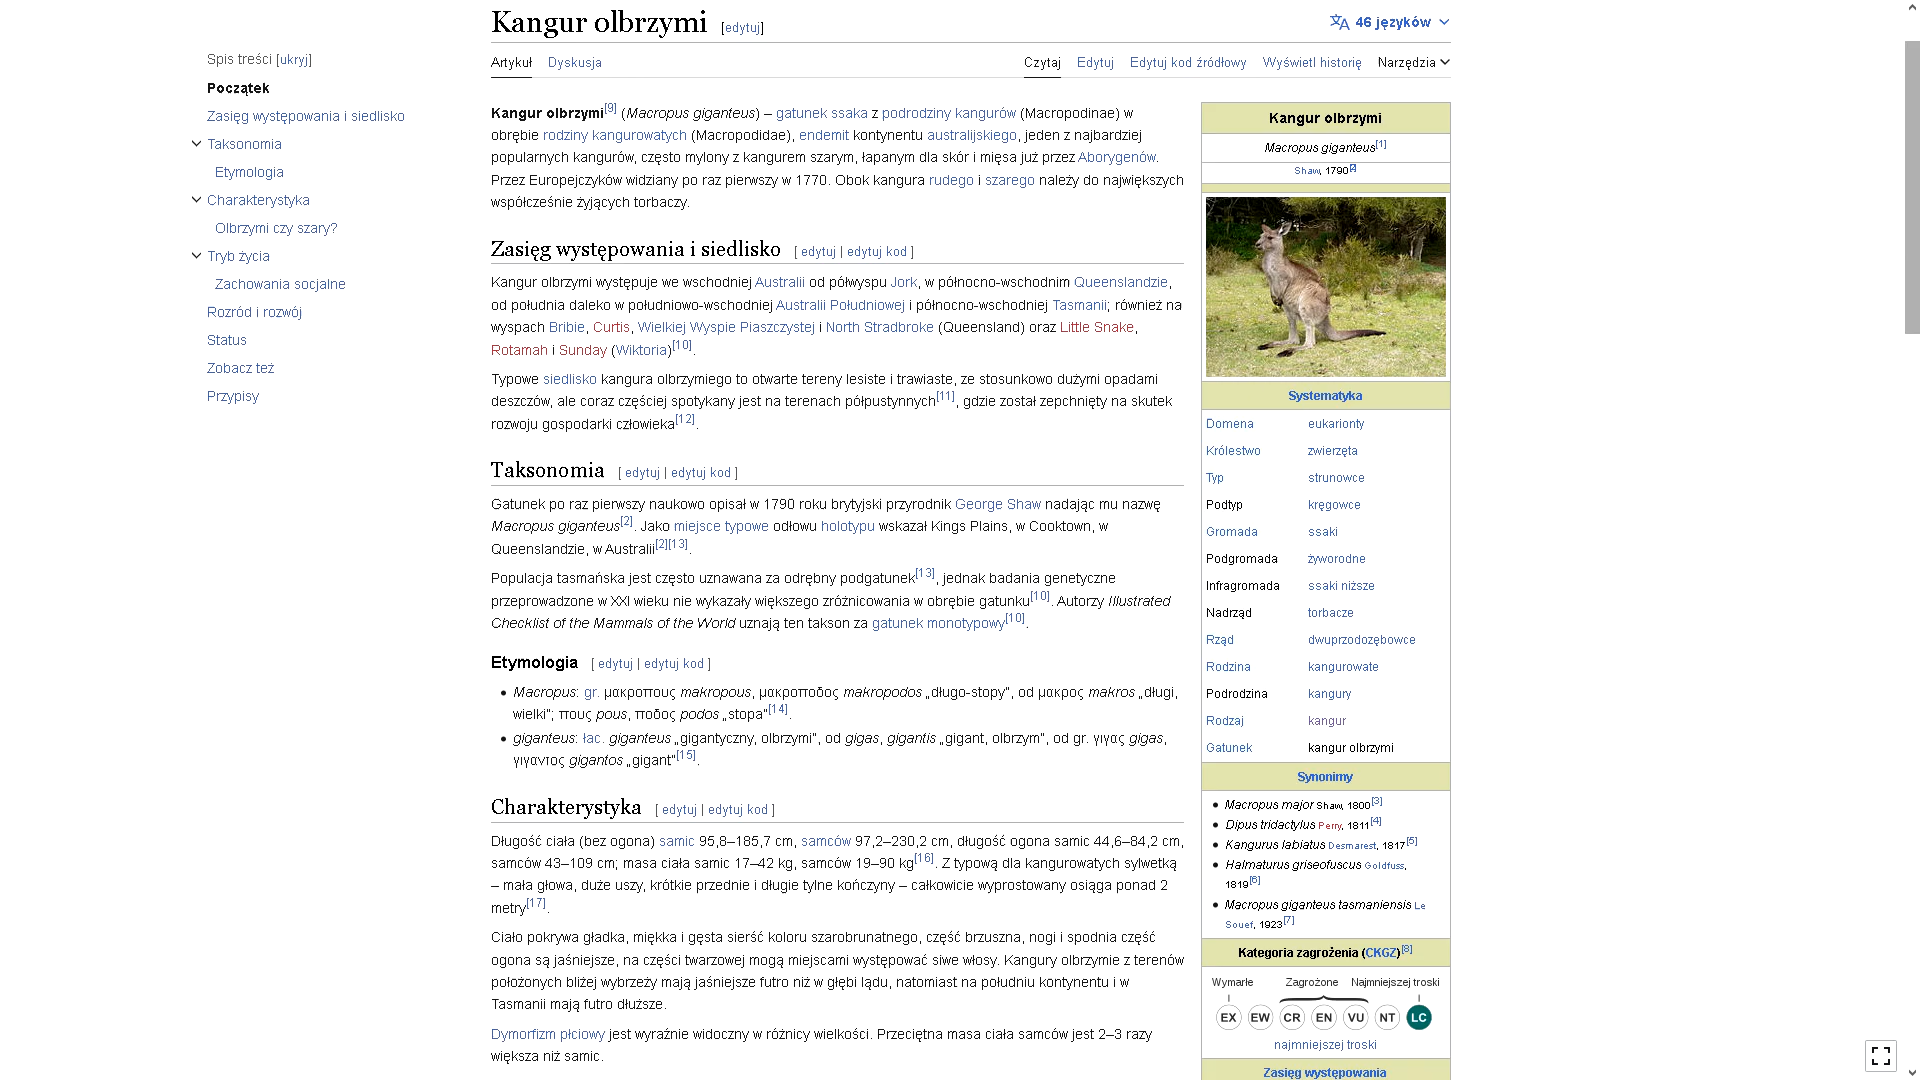 Kangur olbrzymi [edytuj]
46 języków
Artykuł Dyskusja
Czytaj Edytuj Edytuj kod źródłowy Wyświetl historię Narzędzia
Spis treści [ukryj]
Początek
Zasięg występowania i siedlisko
Taksonomia
Etymologia
Charakterystyka
Olbrzymi czy szary?
Tryb życia
Zachowania socjalne
Rozród i rozwój
Status
Zobacz też
Przypisy
Kangur olbrzymi[9] (Macropus giganteus) – gatunek ssaka z podrodziny kangurów (Macropodinae) w
obrębie rodziny kangurowatych (Macropodidae), endemit kontynentu australijskiego, jeden z najbardziej
popularnych kangurów, często mylony z kangurem szarym, łapanym dla skór i mięsa już przez Aborygenów.
Przez Europejczyków widziany po raz pierwszy w 1770. Obok kangura rudego i szarego należy do największych
współcześnie żyjących torbaczy.
Zasięg występowania i siedlisko [ edytuj | edytuj kod ]
Kangur olbrzymi występuje we wschodniej Australii od półwyspu Jork, w północno-wschodnim Queenslandzie,
od południa daleko w południowo-wschodniej Australii Południowej i północno-wschodniej Tasmanii; również na
wyspach Bribie, Curtis, Wielkiej Wyspie Piaszczystej i North Stradbroke (Queensland) oraz Little Snake,
Rotamah i Sunday (Wiktoria)[10].
Typowe siedlisko kangura olbrzymiego to otwarte tereny lesiste i trawiaste, ze stosunkowo dużymi opadami
deszczów, ale coraz częściej spotykany jest na terenach półpustynnych[11], gdzie został zepchnięty na skutek
rozwoju gospodarki człowieka[12].
Taksonomia [ edytuj | edytuj kod ]
Gatunek po raz pierwszy naukowo opisał w 1790 roku brytyjski przyrodnik George Shaw nadając mu nazwę
Macropus giganteus[2]. Jako miejsce typowe odłowu holotypu wskazał Kings Plains, w Cooktown, w
Queenslandzie, w Australii[2][13].
Populacja tasmańska jest często uznawana za odrębny podgatunek[13], jednak badania genetyczne
przeprowadzone w XXI wieku nie wykazały większego zróżnicowania w obrębie gatunku[10]. Autorzy Illustrated
Checklist of the Mammals of the World uznają ten takson za gatunek monotypowy[10].
Etymologia [ edytuj | edytuj kod ]
• Macropus: gr. μακροπους makropous, μακροποδος makropodos „długo-stopy”, od μακρος makros „długi,
wielki”; πους pous, ποδος podos „stopa”[14].
• giganteus: łac. giganteus „gigantyczny, olbrzymi”, od gigas, gigantis „gigant, olbrzym”, od gr. γιγας gigas,
γιγαντος gigantos „gigant”[15].
Charakterystyka [ edytuj | edytuj kod ]
Długość ciała (bez ogona) samic 95,8–185,7 cm, samców 97,2–230,2 cm, długość ogona samic 44,6–84,2 cm,
samców 43–109 cm; masa ciała samic 17–42 kg, samców 19–90 kg[16]. Z typową dla kangurowatych sylwetką
– mała głowa, duże uszy, krótkie przednie i długie tylne kończyny – całkowicie wyprostowany osiąga ponad 2
metry[17].
Ciało pokrywa gładka, miękka i gęsta sierść koloru szarobrunatnego, część brzuszna, nogi i spodnia część
ogona są jaśniejsze, na części twarzowej mogą miejscami występować siwe włosy. Kangury olbrzymie z terenów
położonych bliżej wybrzeży mają jaśniejsze futro niż w głębi lądu, natomiast na południu kontynentu i w
Tasmanii mają futro dłuższe.
Dymorfizm płciowy jest wyraźnie widoczny w różnicy wielkości. Przeciętna masa ciała samców jest 2–3 razy
większa niż samic.
Kangur olbrzymi
Macropus giganteus[1]
Shaw, 1790[2]
Systematyka
Domena eukarionty
Królestwo zwierzęta
Typ strunowce
Podtyp kręgowce
Gromada ssaki
Podgromada żyworodne
Infragromada ssaki niższe
Nadrząd torbacze
Rząd dwuprzodozębowce
Rodzina kangurowate
Podrodzina kangury
Rodzaj kangur
Gatunek kangur olbrzymi
Synonimy
• Macropus major Shaw, 1800[3]
• Dipus tridactylus Perry, 1811[4]
• Kangurus labiatus Desmarest, 1817[5]
• Halmaturus griseofuscus Goldfuss,
1819[6]
• Macropus giganteus tasmaniensis Le
Souef, 1923[7]
Kategoria zagrożenia (CKGZ)[8]
Wymarłe Zagrożone Najmniejszej troski
EX EW CR EN VU NT LC
najmniejszej troski
Zasięg występowania